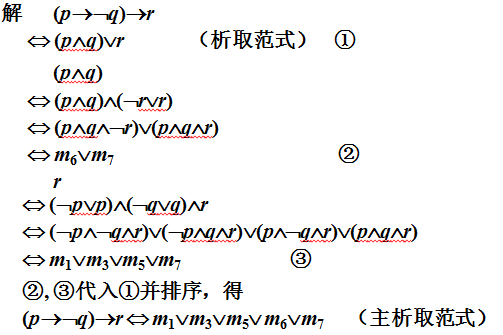 解 (p→¬q)→r
⇔(p∧q)∨r （析取范式） ①
(p∧q)
⇔(p∧q)∧(¬r∨r)
⇔(p∧q∧¬r)∨(p∧q∧r)
⇔m₆∨m₇ ②
r
⇔(¬p∨p)∧(¬q∨q)∧r
⇔(¬p∧¬q∧r)∨(¬p∧q∧r)∨(p∧¬q∧r)∨(p∧q∧r)
⇔m₁∨m₃∨m₅∨m₇ ③
②,③代入①并排序，得
(p→¬q)→r⇔m₁∨m₃∨m₅∨m₆∨m₇ （主析取范式）